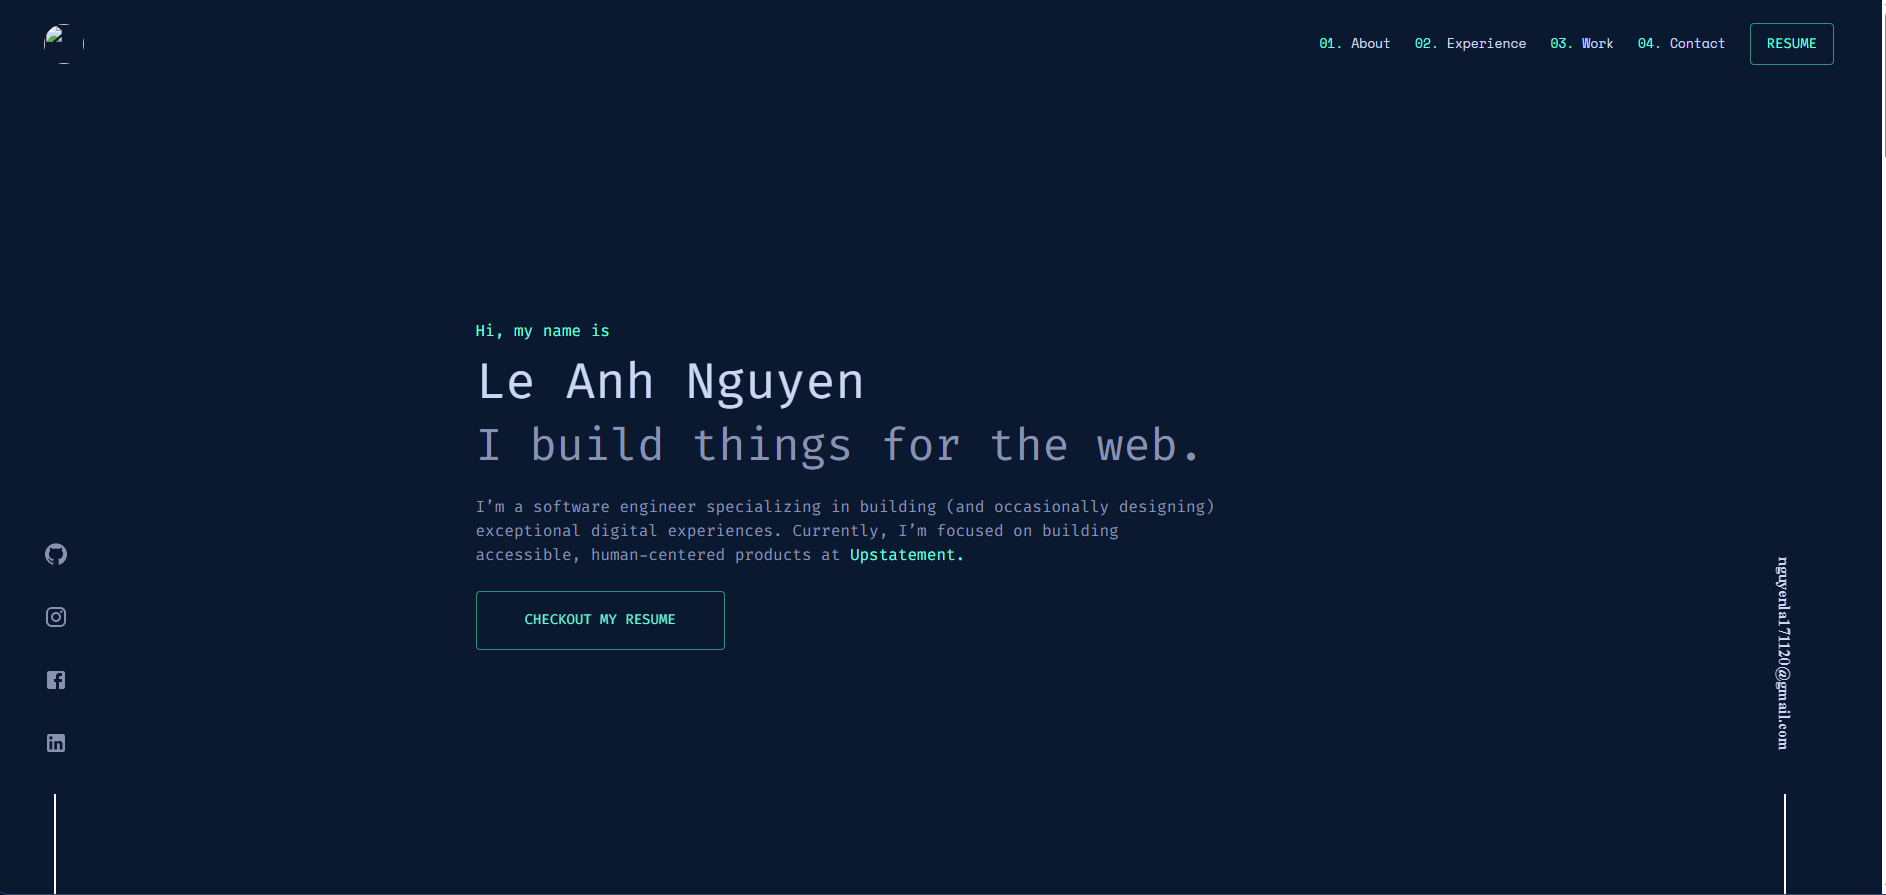 01. About 02. Experience 03. Work 04. Contact RESUME
Hi, my name is
Le Anh Nguyen
I build things for the web.
I’m a software engineer specializing in building (and occasionally designing)
exceptional digital experiences. Currently, I’m focused on building
accessible, human-centered products at Upstatement.
CHECKOUT MY RESUME
nguyenla171120@gmail.com